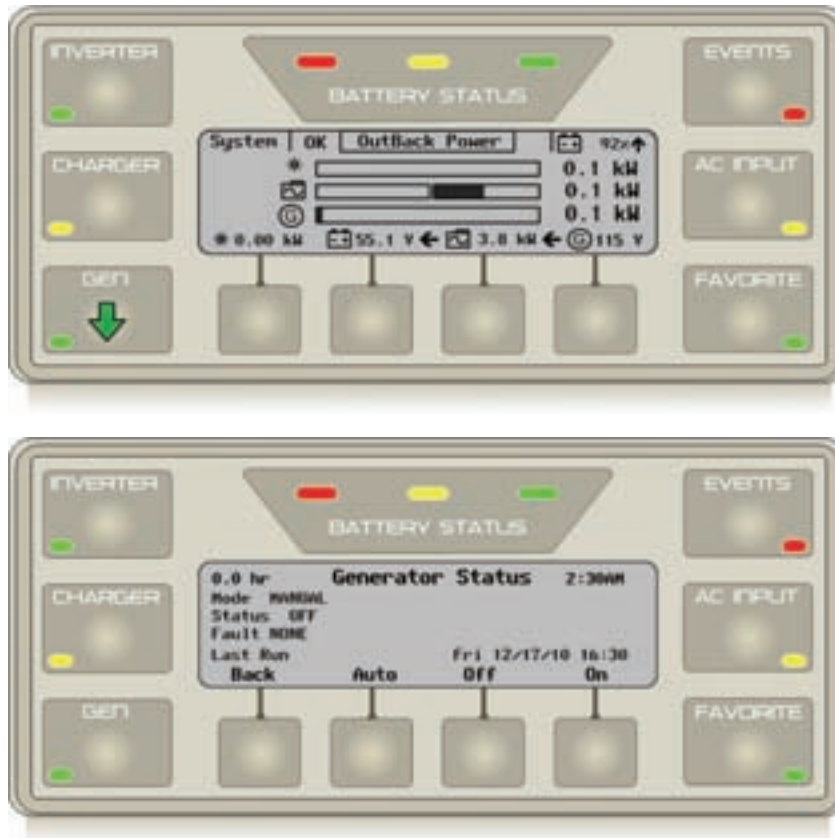 INVERTER
EVENTS
BATTERY STATUS
System OK OutBack Power 92%
CHARGER
AC INPUT
0.1 kW
0.1 kW
G 0.1 kW
0.00 kW 55.1 V 3.8 kW G 115 V
GEN
FAVORITE
INVERTER
EVENTS
BATTERY STATUS
0.0 hr Generator Status 2:30AM
CHARGER
Mode MANUAL
AC INPUT
Status OFF
Fault NONE
Last Run Fri 12/17/10 16:30
Back Auto Off On
GEN
FAVORITE